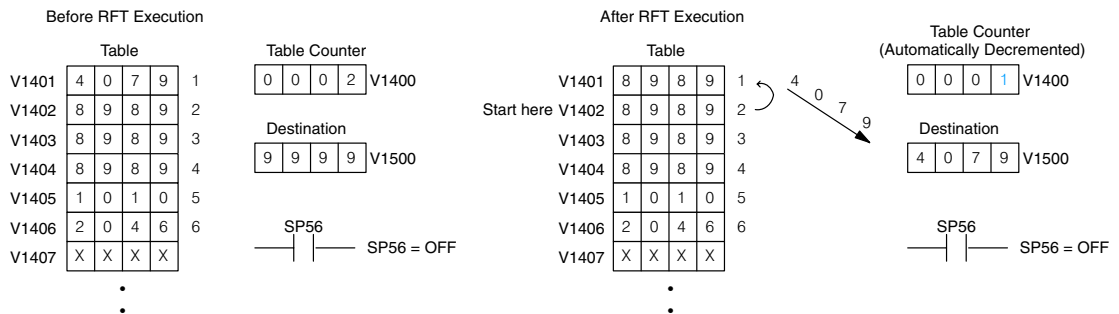 Before RFT Execution
Table
V1401 4 0 7 9 1
V1402 8 9 8 9 2
V1403 8 9 8 9 3
V1404 8 9 8 9 4
V1405 1 0 1 0 5
V1406 2 0 4 6 6
V1407 X X X X
Table Counter
0 0 0 2 V1400
Destination
9 9 9 9 V1500
SP56
SP56 = OFF
After RFT Execution
Table
V1401 8 9 8 9 1
Start here V1402 8 9 8 9 2
V1403 8 9 8 9 3
V1404 8 9 8 9 4
V1405 1 0 1 0 5
V1406 2 0 4 6 6
V1407 X X X X
4 0 7 9
Table Counter
(Automatically Decremented)
0 0 0 1 V1400
Destination
4 0 7 9 V1500
SP56
SP56 = OFF